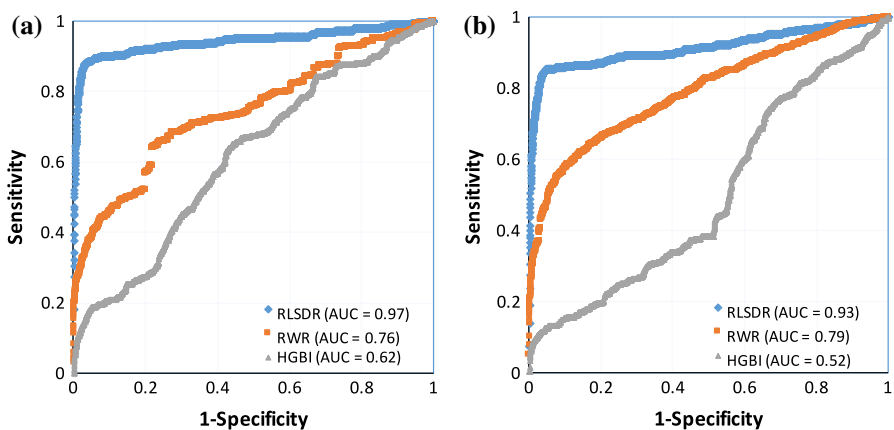 (a)
1
0.8
0.6
0.4
0.2
0
Sensitivity
RLSDR (AUC = 0.97)
RWR (AUC = 0.76)
HGBI (AUC = 0.62)
0 0.2 0.4 0.6 0.8 1
1-Specificity
(b)
1
0.8
0.6
0.4
0.2
0
Sensitivity
RLSDR (AUC = 0.93)
RWR (AUC = 0.79)
HGBI (AUC = 0.52)
0 0.2 0.4 0.6 0.8 1
1-Specificity